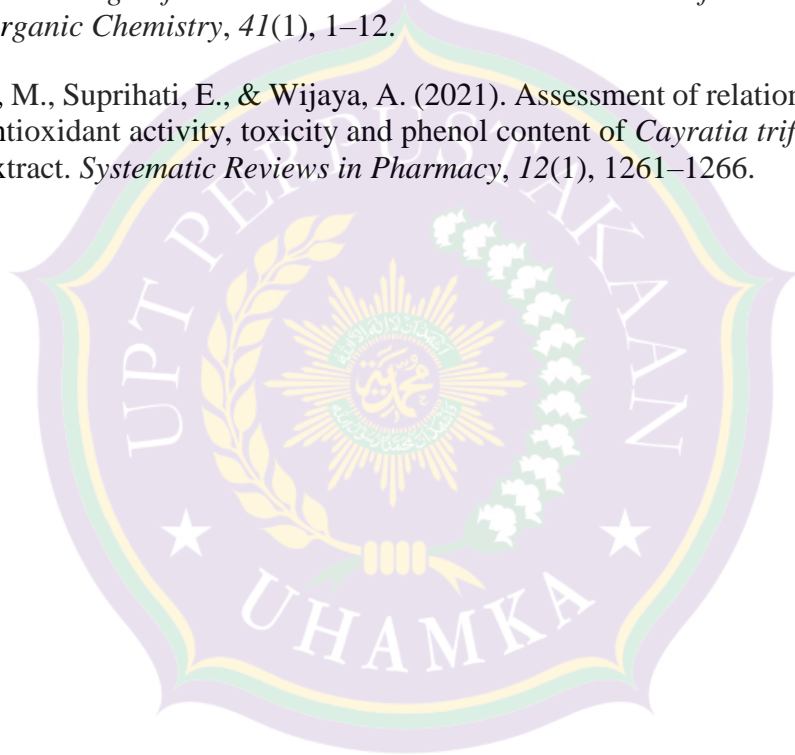 rganic Chemistry, 41(1), 1–12.
, M., Suprihati, E., & Wijaya, A. (2021). Assessment of relation
ntioxidant activity, toxicity and phenol content of Cayratia trif
xtract. Systematic Reviews in Pharmacy, 12(1), 1261–1266.
UPT PERPUSTAKAAN
UHAMKA